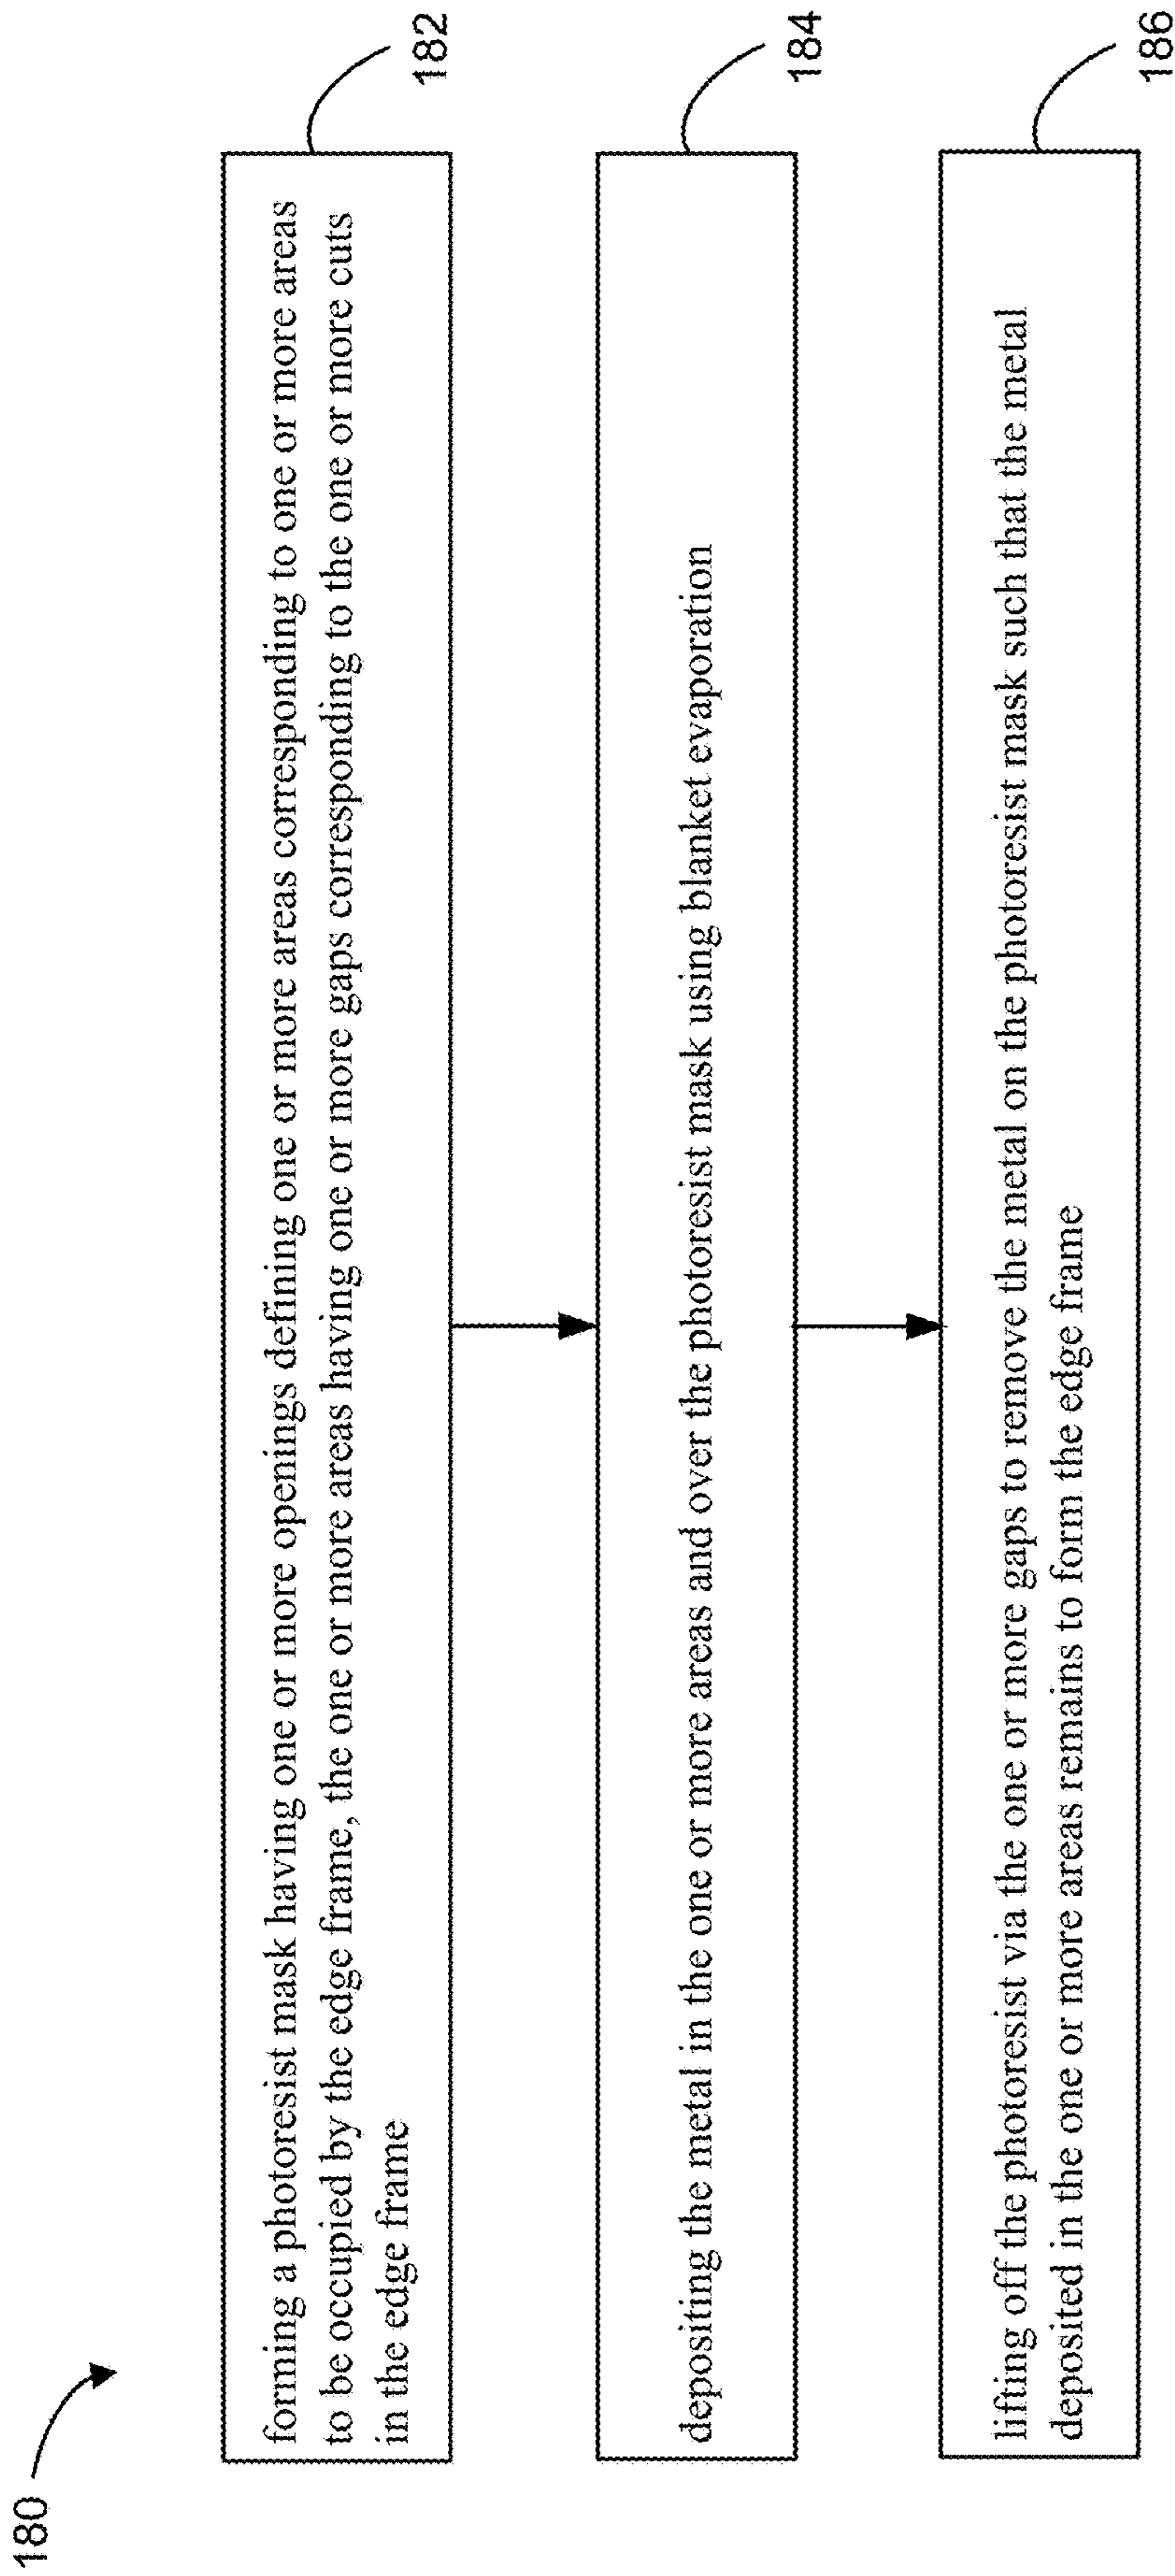 180
forming a photoresist mask having one or more openings defining one or more areas corresponding to one or more areas
to be occupied by the edge frame, the one or more areas having one or more gaps corresponding to the one or more cuts
in the edge frame
182
depositing the metal in the one or more areas and over the photoresist mask using blanket evaporation
184
lifting off the photoresist via the one or more gaps to remove the metal on the photoresist mask such that the metal
deposited in the one or more areas remains to form the edge frame
186